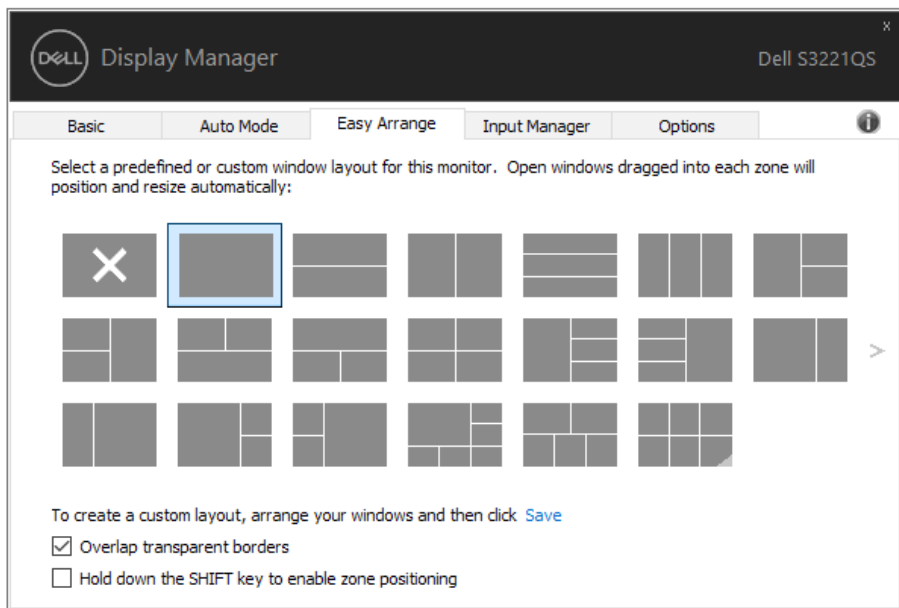 x
DELL Display Manager Dell S3221QS
Basic Auto Mode Easy Arrange Input Manager Options
Select a predefined or custom window layout for this monitor. Open windows dragged into each zone will
position and resize automatically:
>
To create a custom layout, arrange your windows and then click Save
Overlap transparent borders
Hold down the SHIFT key to enable zone positioning